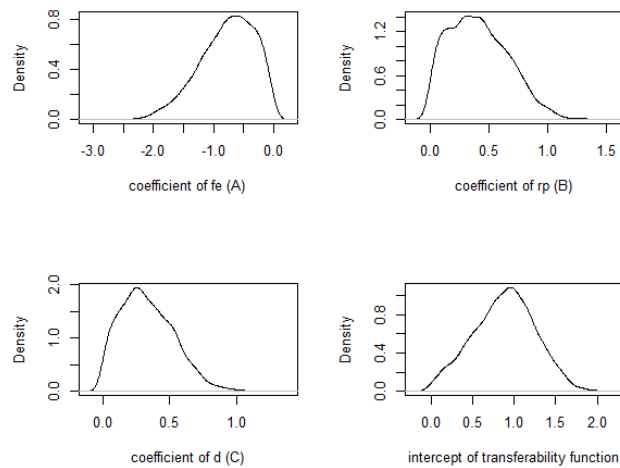 Density
0.0 0.4 0.8
-3.0 -2.0 -1.0 0.0
coefficient of fe (A)
Density
0.0 0.6 1.2
0.0 0.5 1.0 1.5
coefficient of rp (B)
Density
0.0 1.0 2.0
0.0 0.5 1.0
coefficient of d (C)
Density
0.0 0.4 0.8
0.0 0.5 1.0 1.5 2.0
intercept of transferability function